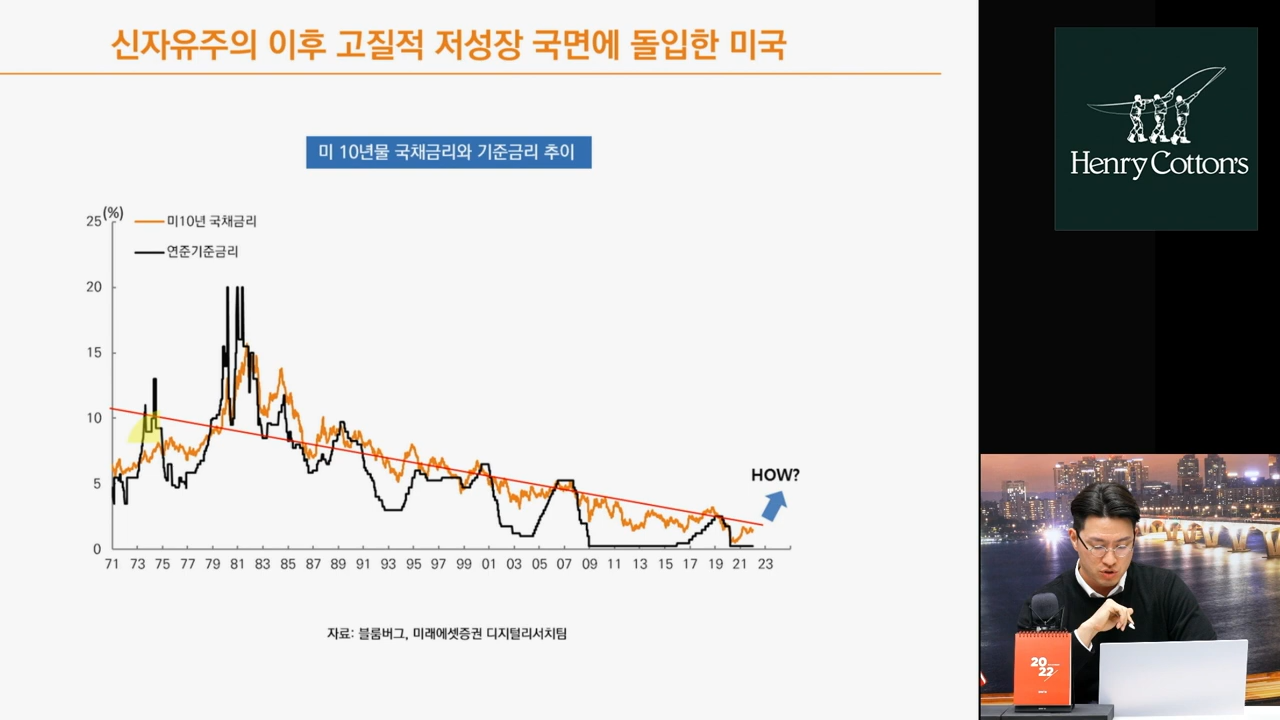 신자유주의 이후 고질적 저성장 국면에 돌입한 미국
미 10년물 국채금리와 기준금리 추이
(%)
미10년 국채금리
연준기준금리
25
20
15
10
5
0
71 73 75 77 79 81 83 85 87 89 91 93 95 97 99 01 03 05 07 09 11 13 15 17 19 21 23
HOW?
자료: 블룸버그, 미래에셋증권 디지털리서치팀
Henry Cotton's
20
22